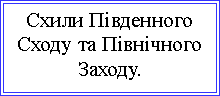 Схили Південного
Сходу та Північного
Заходу.